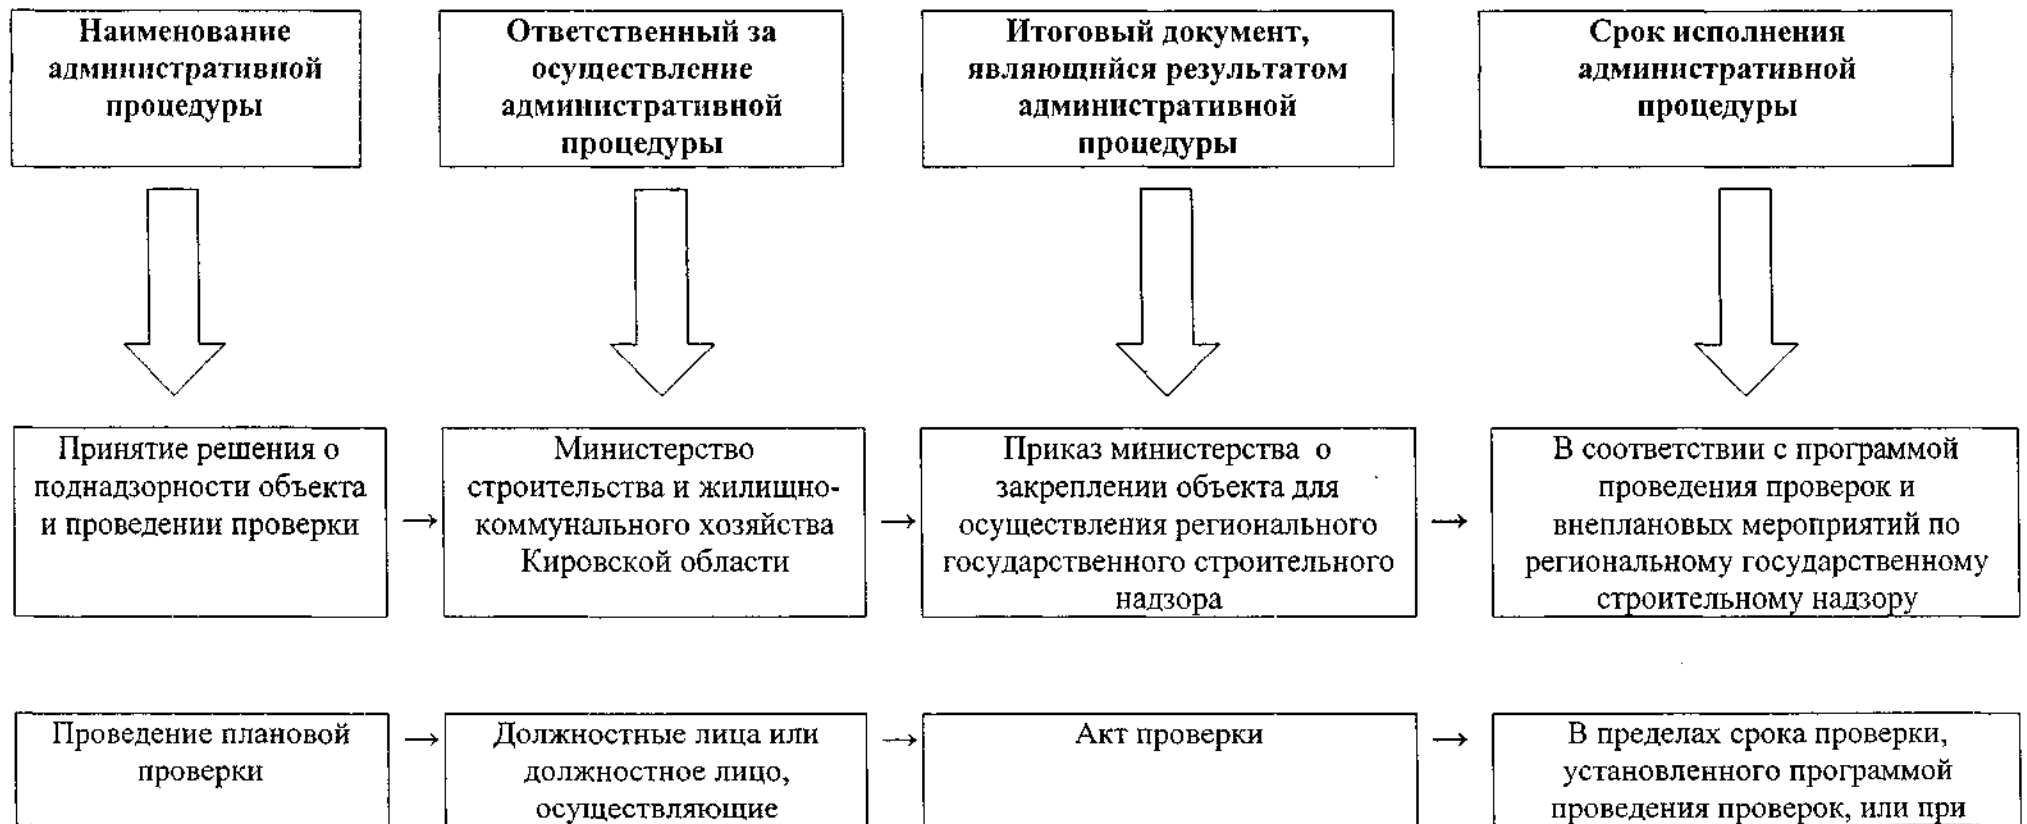 Наименование
административной
процедуры
Ответственный за
осуществление
административной
процедуры
Итоговый документ,
являющийся результатом
административной
процедуры
Срок исполнения
административной
процедуры
Принятие решения о
поднадзорности объекта
и проведении проверки
→
Министерство
строительства и жилищно-
коммунального хозяйства
Кировской области
→
Приказ министерства о
закреплении объекта для
осуществления регионального
государственного строительного
надзора
→
В соответствии с программой
проведения проверок и
внеплановых мероприятий по
региональному государственному
строительному надзору
Проведение плановой
проверки
→
Должностные лица или
должностное лицо,
осуществляющие
→
Акт проверки
→
В пределах срока проверки,
установленного программой
проведения проверок, или при